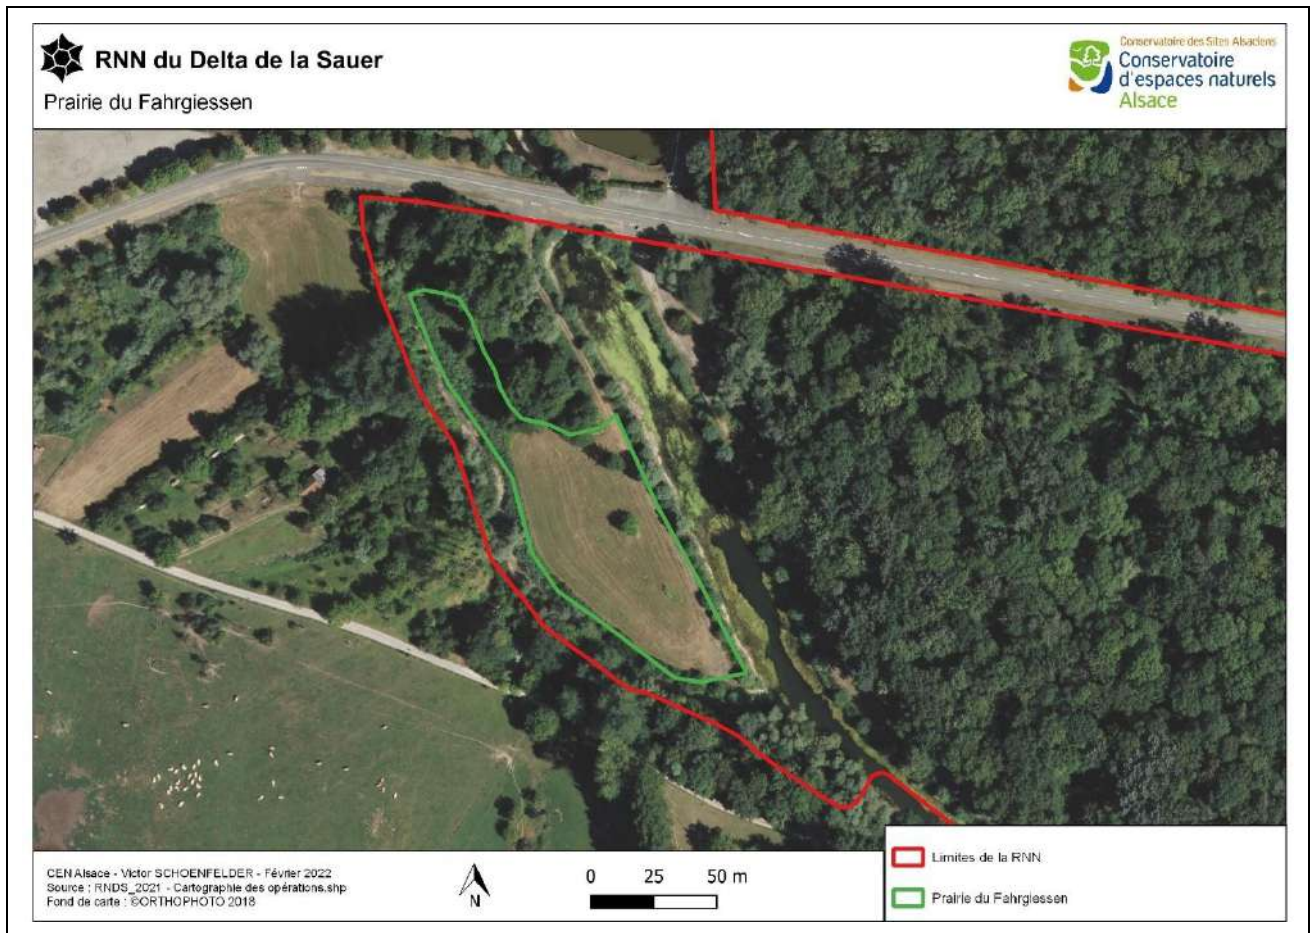 RNN du Delta de la Sauer
Prairie du Fahrgiessen
Conservatoire des Sites Alsaciens
Conservatoire
d'espaces naturels
Alsace
CEN Alsace - Victor SCHOENFELDER - Février 2022
Source : RNDS_2021 - Cartographie des opérations.shp
Fond de carte : ©ORTHOPHOTO 2018
N
0 25 50 m
Limites de la RNN
Prairie du Fahrgiessen